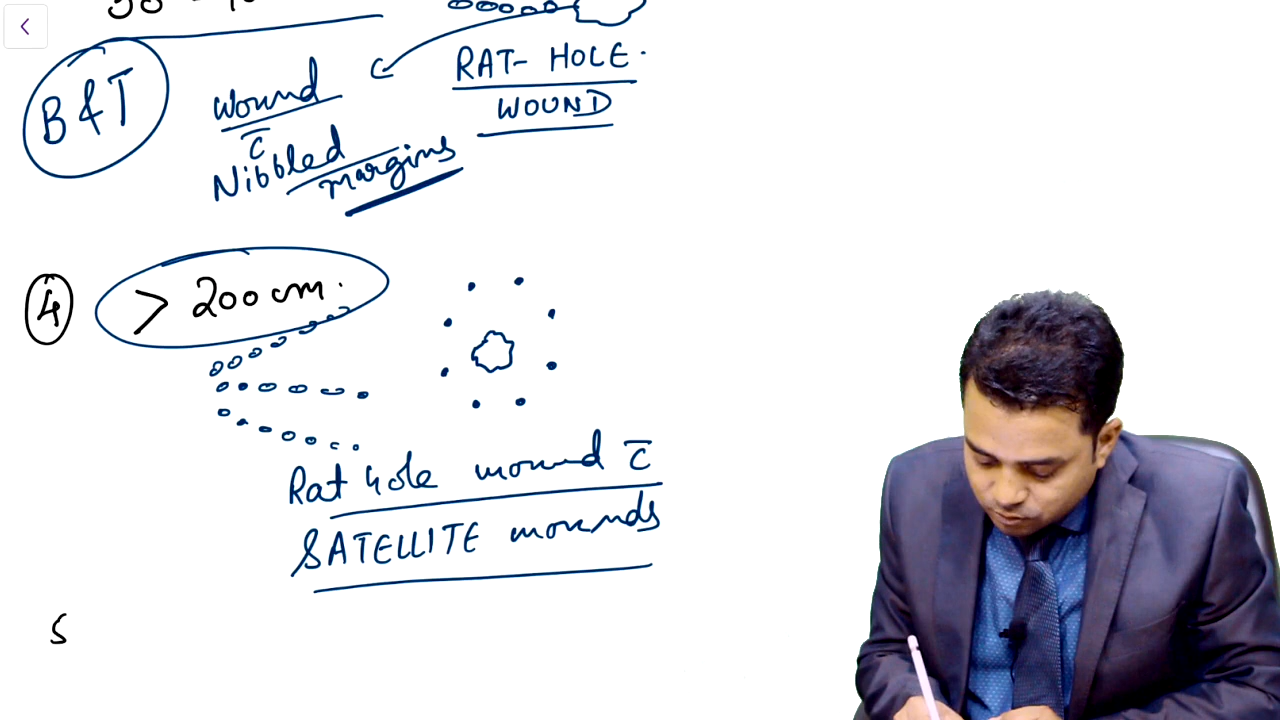 B & T
wound
c̄
Nibbled
margins
RAT- HOLE.
WOUND
4
> 200 cm.
Rat hole wound c̄
SATELLITE wounds
5